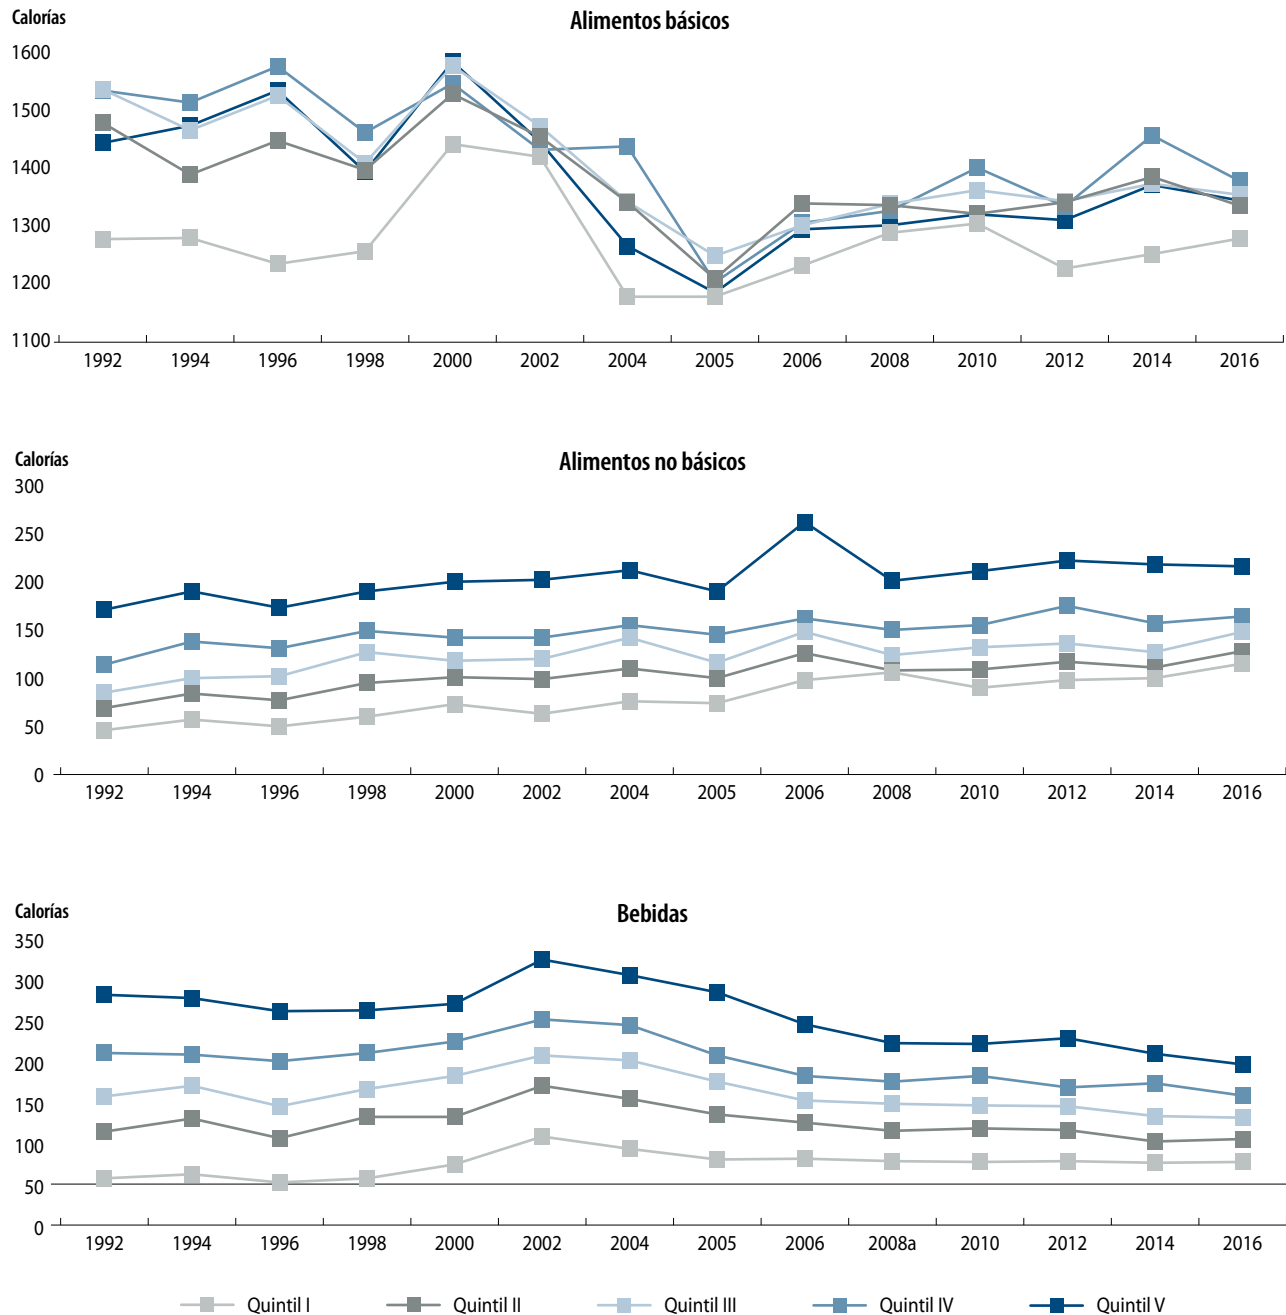 Calorías
Alimentos básicos
1600
1500
1400
1300
1200
1100
1992 1994 1996 1998 2000 2002 2004 2005 2006 2008 2010 2012 2014 2016
Calorías
Alimentos no básicos
300
250
200
150
100
50
0
1992 1994 1996 1998 2000 2002 2004 2005 2006 2008 2010 2012 2014 2016
Calorías
Bebidas
350
300
250
200
150
100
50
0
1992 1994 1996 1998 2000 2002 2004 2005 2006 2008a 2010 2012 2014 2016
Quintil I Quintil II Quintil III Quintil IV Quintil V